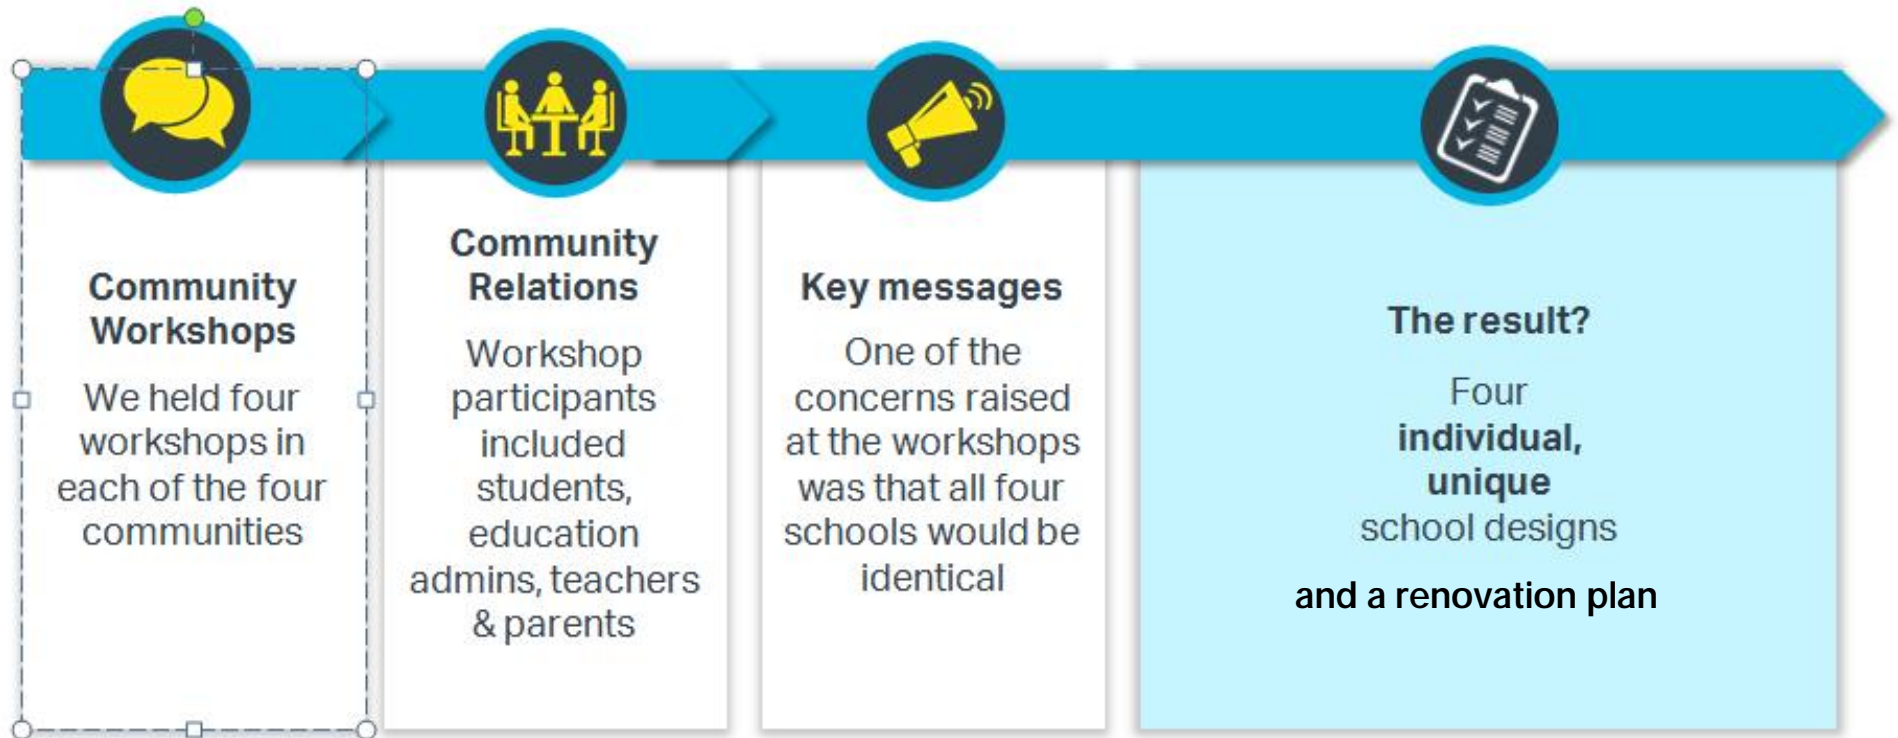 Community
Workshops
We held four
workshops in
each of the four
communities
Community
Relations
Workshop
participants
included
students,
education
admins, teachers
& parents
Key messages
One of the
concerns raised
at the workshops
was that all four
schools would be
identical
The result?
Four
individual,
unique
school designs
and a renovation plan